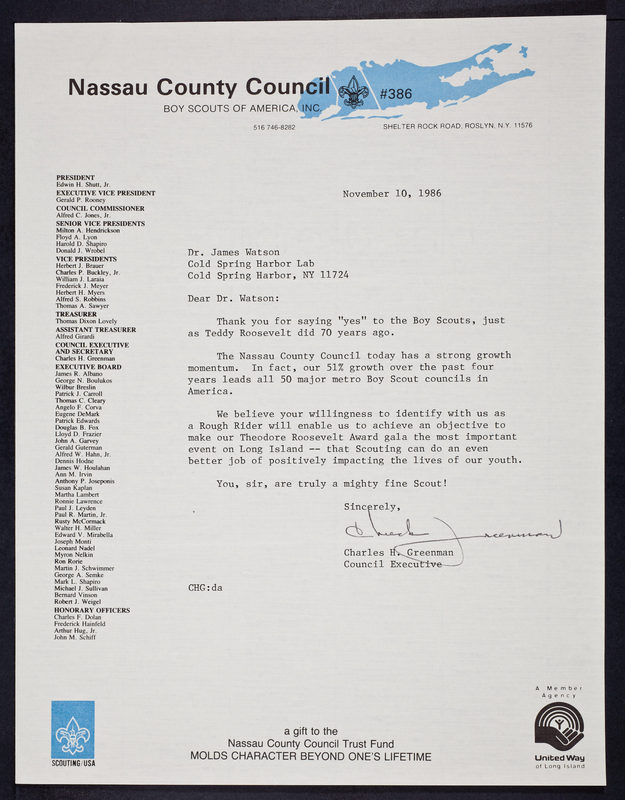 Nassau County Council
#386
BOY SCOUTS OF AMERICA, INC.
516 746-8282
SHELTER ROCK ROAD, ROSLYN, N.Y. 11576
PRESIDENT
Edwin H. Shutt, Jr.
EXECUTIVE VICE PRESIDENT
Gerald P. Rooney
COUNCIL COMMISSIONER
Alfred C. Jones, Jr.
SENIOR VICE PRESIDENTS
Milton A. Hendrickson
Floyd A. Lyon
Harold D. Shapiro
Donald J. Wrobel
VICE PRESIDENTS
Herbert J. Brauer
Charles P. Buckley, Jr.
William J. Laraia
Frederick J. Meyer
Herbert H. Myers
Alfred S. Robbins
Thomas A. Sawyer
TREASURER
Thomas Dixon Lovely
ASSISTANT TREASURER
Alfred Girardi
COUNCIL EXECUTIVE
AND SECRETARY
Charles H. Greenman
EXECUTIVE BOARD
James R. Albano
George N. Boulukos
Wilbur Breslin
Patrick J. Carroll
Thomas C. Cleary
Angelo F. Corva
Eugene DeMark
Patrick Edwards
Douglas B. Fox
Lloyd D. Frazier
John A. Garvey
Gerald Guterman
Alfred W. Hahn, Jr.
Dennis Hodne
James W. Houlahan
Ann M. Irvin
Anthony P. Joseponis
Susan Kaplan
Martha Lambert
Ronnie Lawrence
Paul J. Leyden
Paul R. Martin, Jr.
Rusty McCormack
Walter H. Miller
Edward V. Mirabella
Joseph Monti
Leonard Nadel
Myron Nelkin
Ron Rorie
Martin J. Schwimmer
George A. Semke
Mark L. Shapiro
Michael J. Sullivan
Bernard Vinson
Robert J. Weigel
HONORARY OFFICERS
Charles F. Dolan
Frederick Hainfeld
Arthur Hug, Jr.
John M. Schiff
November 10, 1986
Dr. James Watson
Cold Spring Harbor Lab
Cold Spring Harbor, NY 11724
Dear Dr. Watson:
Thank you for saying "yes" to the Boy Scouts, just
as Teddy Roosevelt did 70 years ago.
The Nassau County Council today has a strong growth
momentum. In fact, our 51% growth over the past four
years leads all 50 major metro Boy Scout councils in
America.
We believe your willingness to identify with us as
a Rough Rider will enable us to achieve an objective to
make our Theodore Roosevelt Award gala the most important
event on Long Island -- that Scouting can do an even
better job of positively impacting the lives of our youth.
You, sir, are truly a mighty fine Scout!
Sincerely,
Chuck Greenman
Charles H. Greenman
Council Executive
CHG:da
SCOUTING/USA
a gift to the
Nassau County Council Trust Fund
MOLDS CHARACTER BEYOND ONE'S LIFETIME
A Member
Agency
United Way
of Long Island